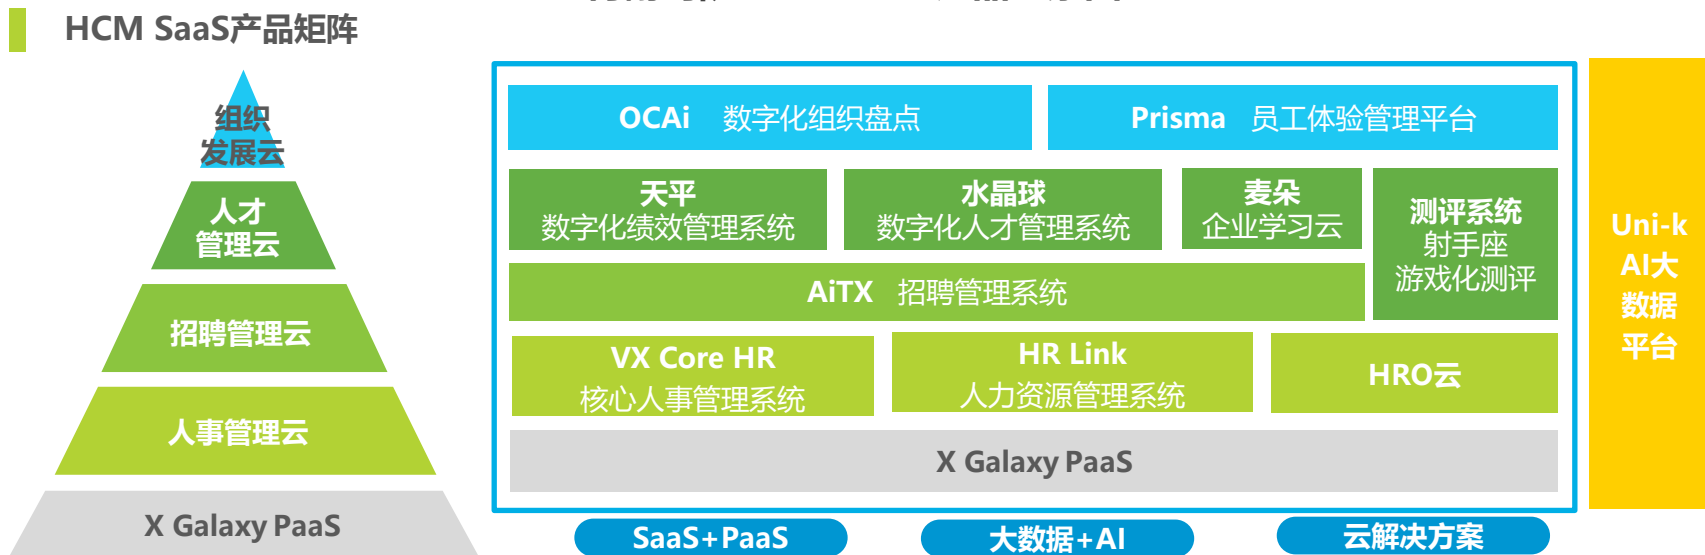 HCM SaaS产品矩阵
组织
发展云
人才
管理云
招聘管理云
人事管理云
X Galaxy PaaS
OCAi 数字化组织盘点
Prisma 员工体验管理平台
天平
数字化绩效管理系统
水晶球
数字化人才管理系统
麦朵
企业学习云
测评系统
射手座
游戏化测评
AiTX 招聘管理系统
VX Core HR
核心人事管理系统
HR Link
人力资源管理系统
HRO云
X Galaxy PaaS
SaaS+PaaS
大数据+AI
云解决方案
Uni-k
AI大
数据
平台